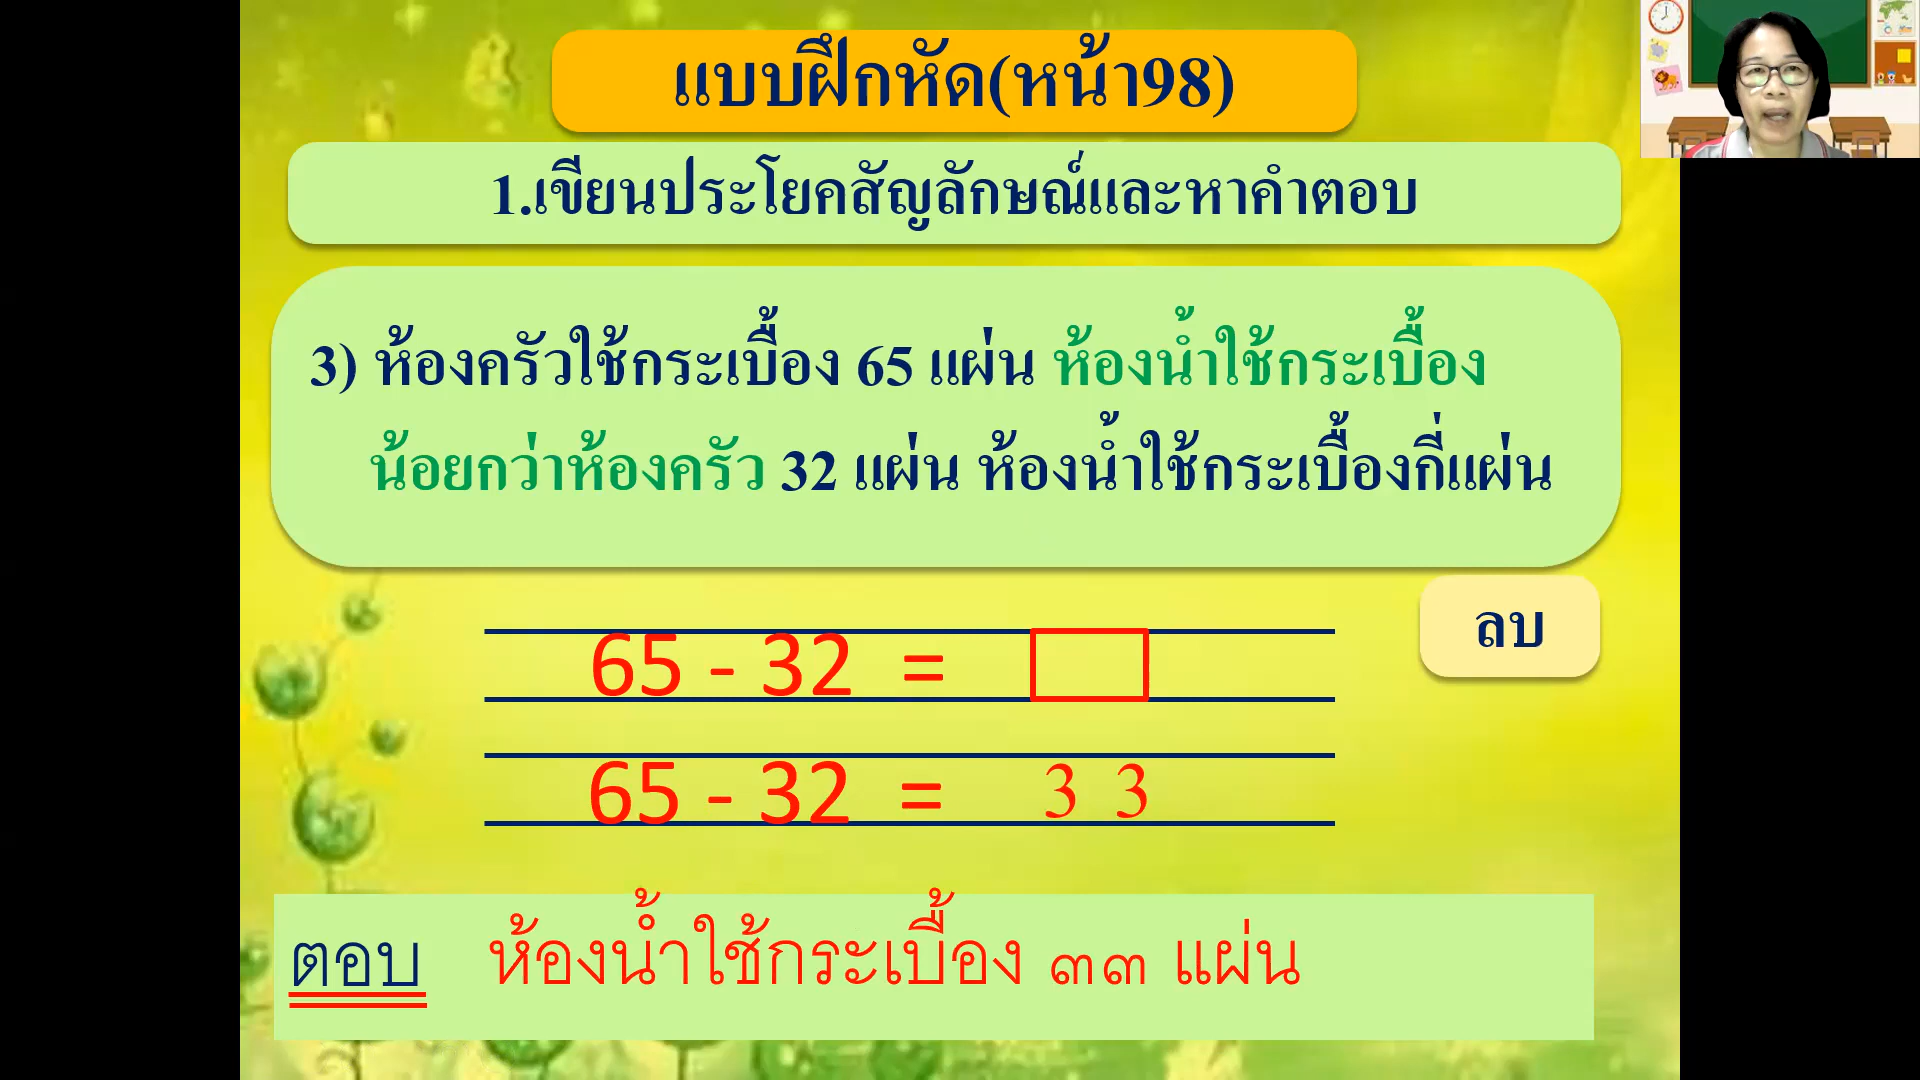 แบบฝึกหัด(หน้า98)
1.เขียนประโยคสัญลักษณ์และหาคำตอบ
3) ห้องครัวใช้กระเบื้อง 65 แผ่น ห้องน้ำใช้กระเบื้อง
น้อยกว่าห้องครัว 32 แผ่น ห้องน้ำใช้กระเบื้องกี่แผ่น
ลบ
65 - 32 =
65 - 32 = 3 3
ตอบ ห้องน้ำใช้กระเบื้อง ๓๓ แผ่น